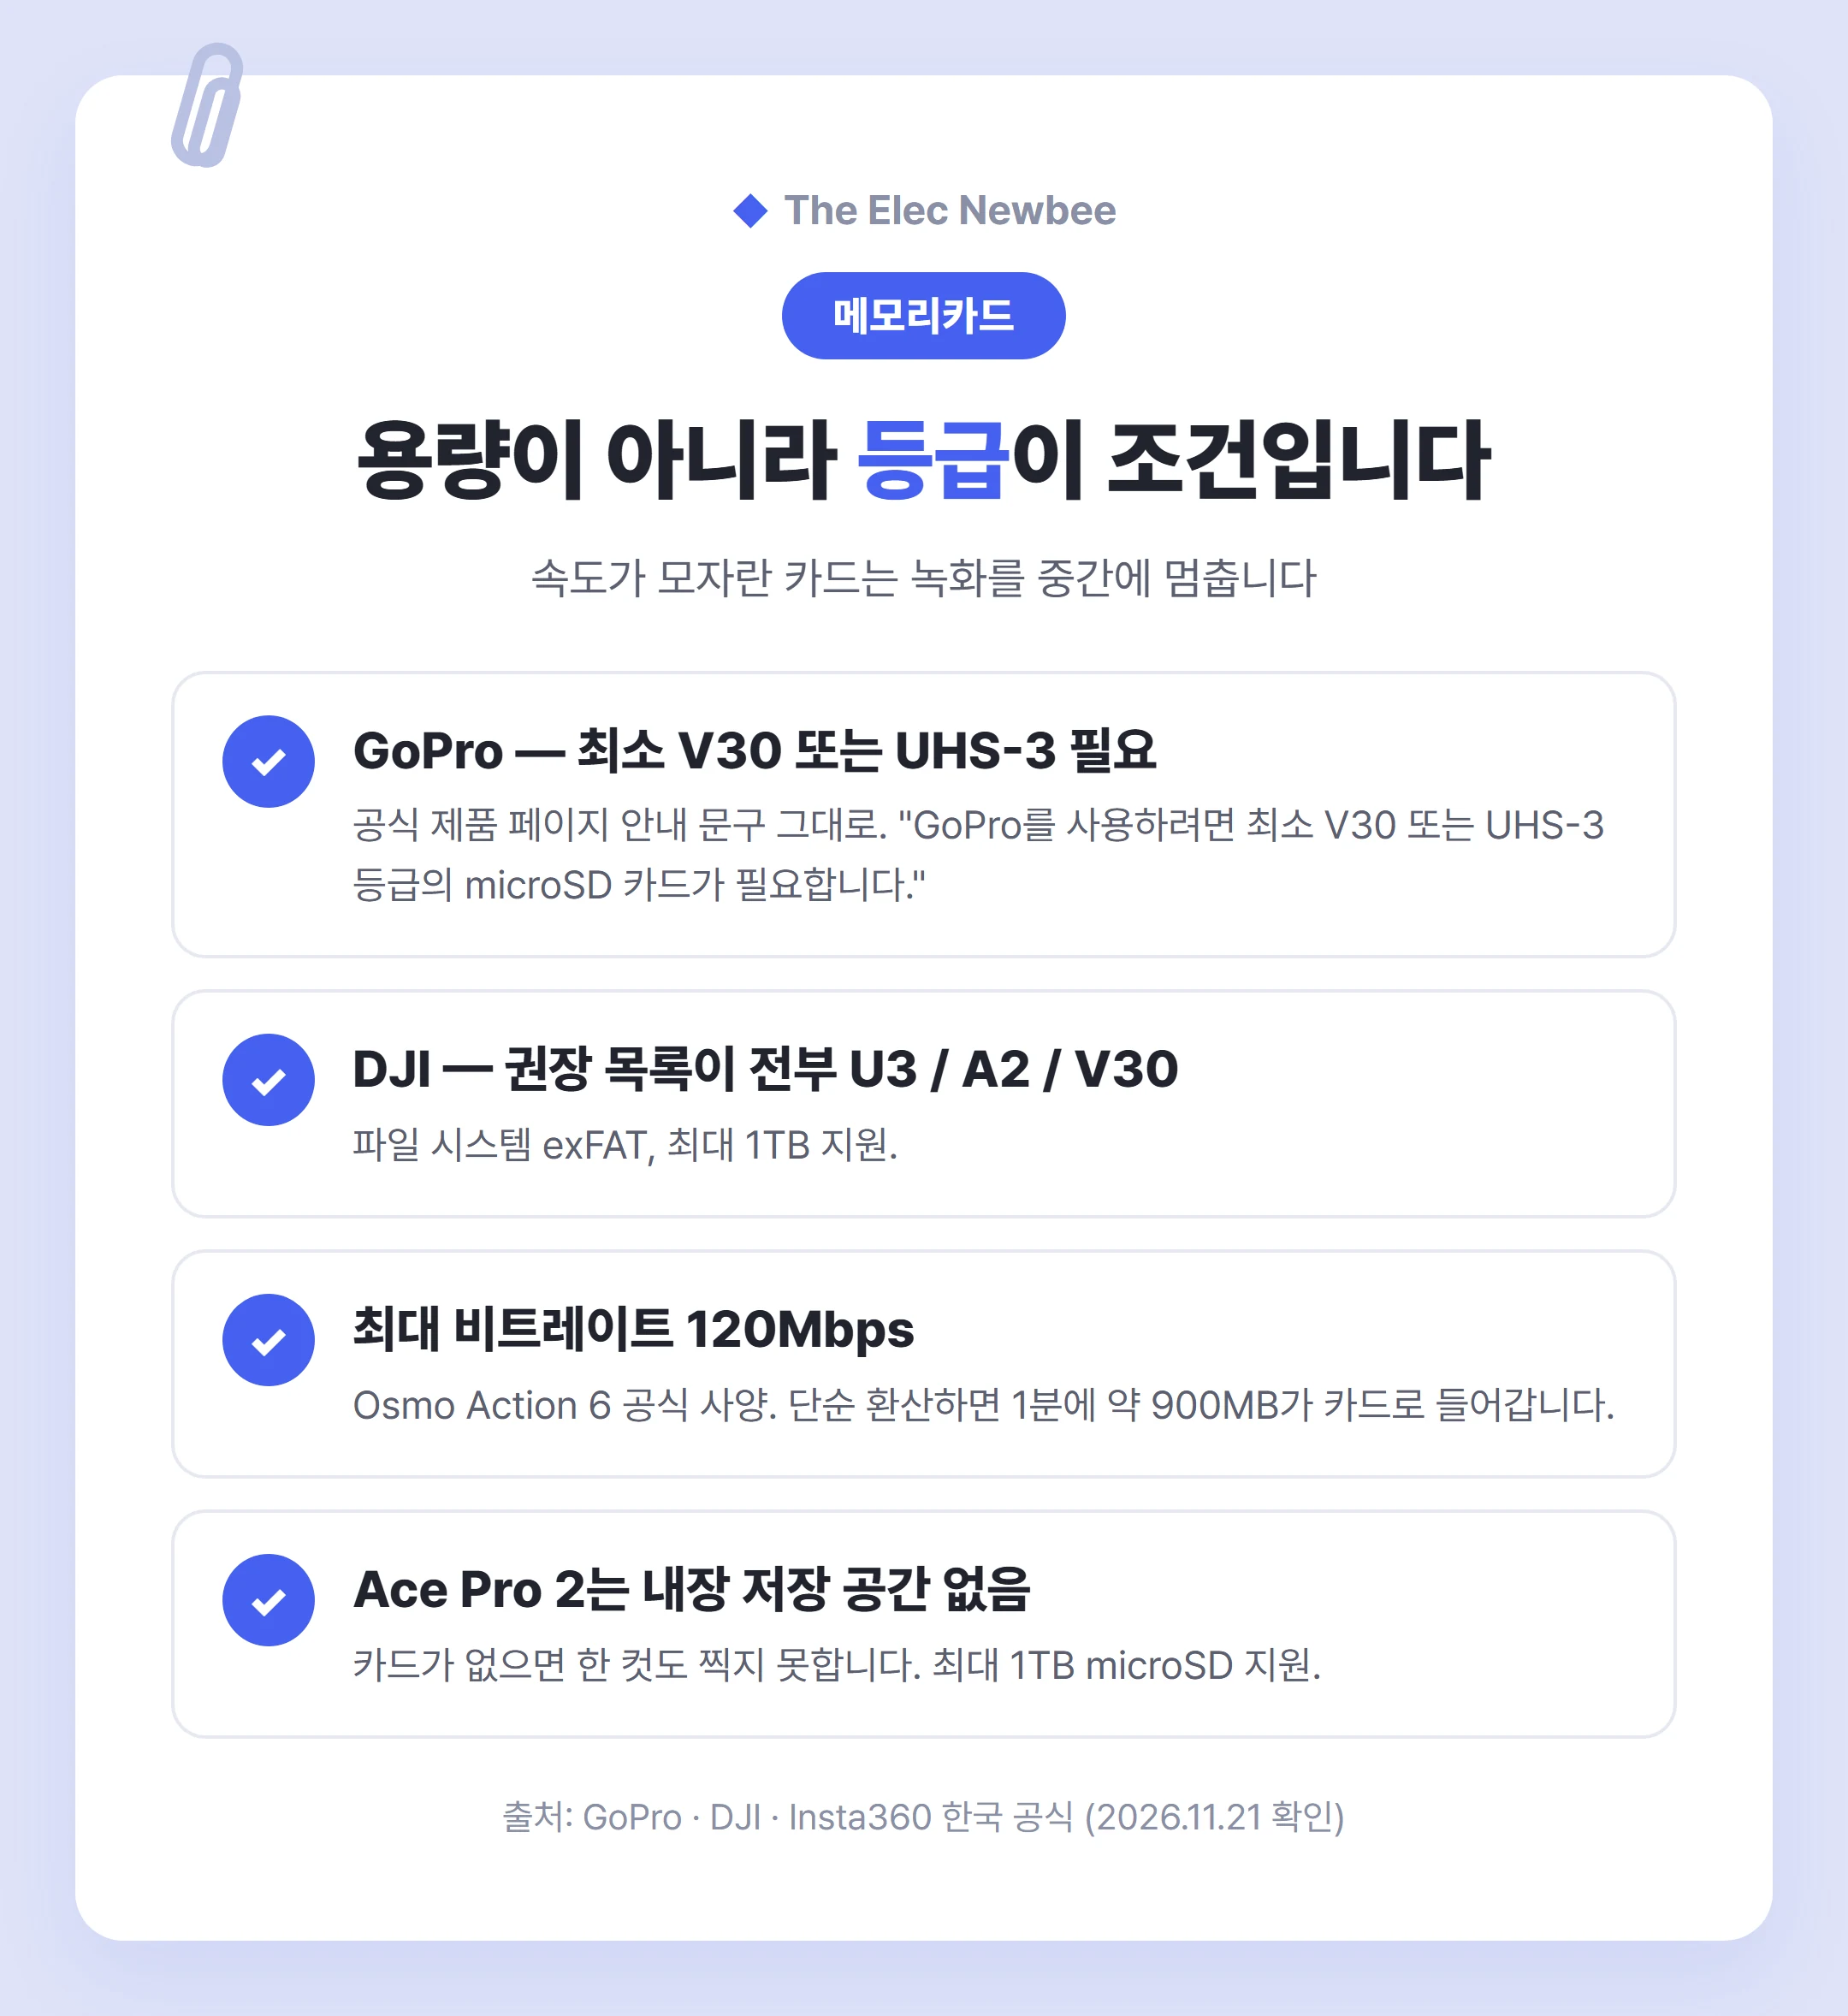 The Elec Newbee
메모리카드
용량이 아니라 등급이 조건입니다
속도가 모자란 카드는 녹화를 중간에 멈춥니다
GoPro — 최소 V30 또는 UHS-3 필요
공식 제품 페이지 안내 문구 그대로. "GoPro를 사용하려면 최소 V30 또는 UHS-3
등급의 microSD 카드가 필요합니다."
DJI — 권장 목록이 전부 U3 / A2 / V30
파일 시스템 exFAT, 최대 1TB 지원.
최대 비트레이트 120Mbps
Osmo Action 6 공식 사양. 단순 환산하면 1분에 약 900MB가 카드로 들어갑니다.
Ace Pro 2는 내장 저장 공간 없음
카드가 없으면 한 컷도 찍지 못합니다. 최대 1TB microSD 지원.
출처: GoPro · DJI · Insta360 한국 공식 (2026.11.21 확인)